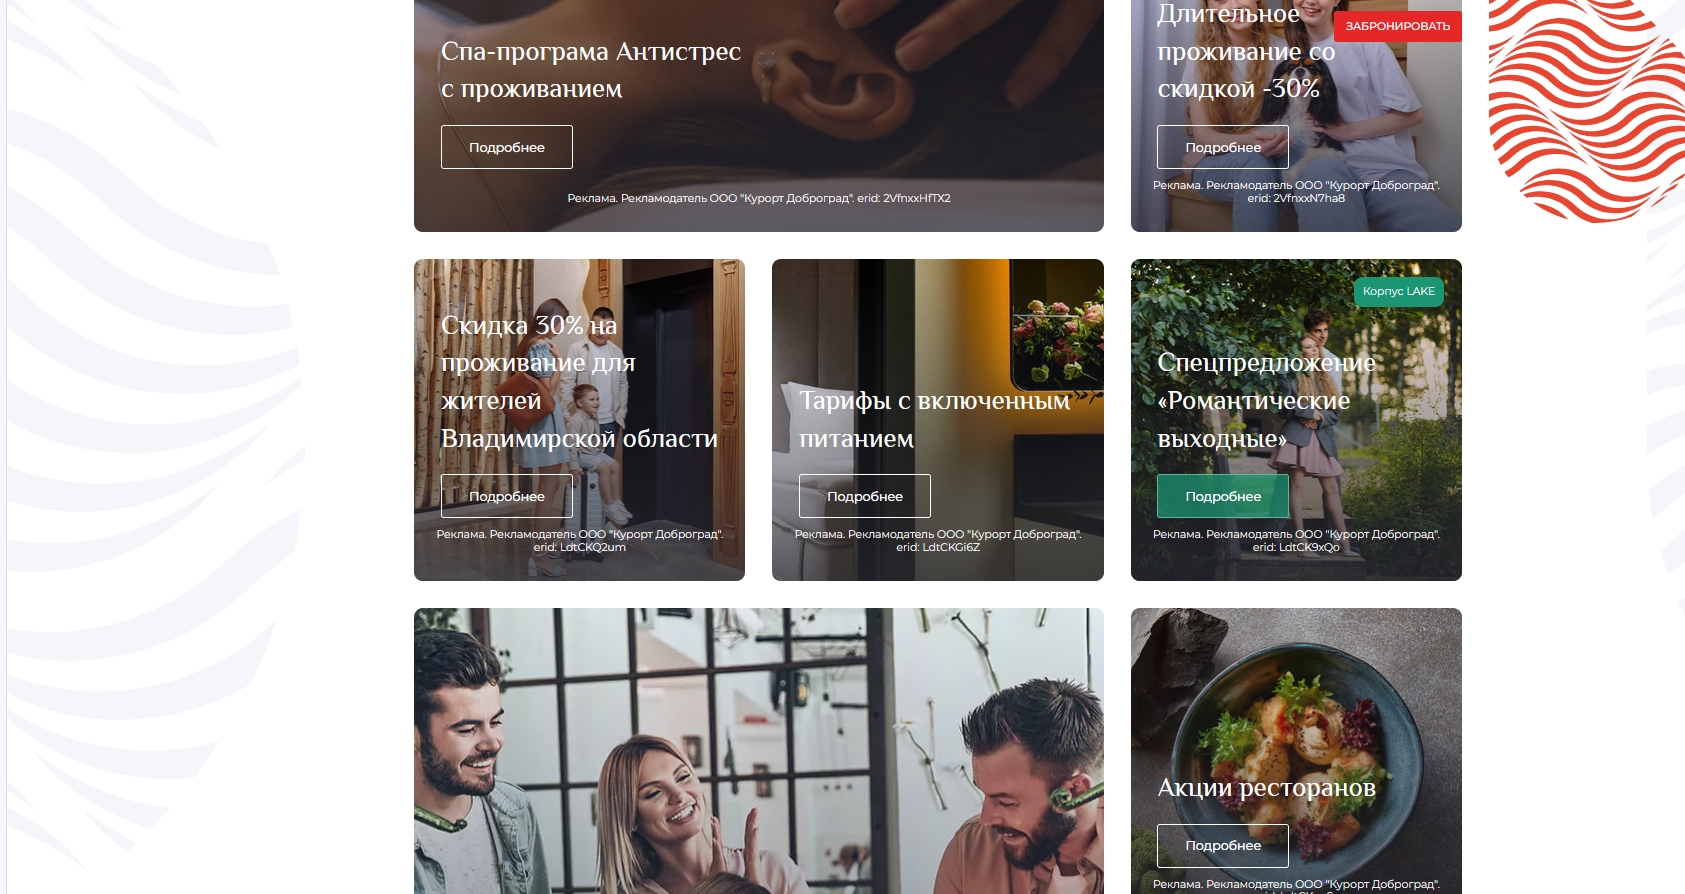 Спа-програма Антистрес
с проживанием
Подробнее
Реклама. Рекламодатель ООО "Курорт Доброград". erid: 2VfnxxHfTX2
Длительное
проживание со
скидкой -30%
ЗАБРОНИРОВАТЬ
Подробнее
Реклама. Рекламодатель ООО "Курорт Доброград".
erid: 2VfnxxN7ha8
Скидка 30% на
проживание для
жителей
Владимирской области
Подробнее
Реклама. Рекламодатель ООО "Курорт Доброград".
erid: LdtCKQ2um
Тарифы с включенным
питанием
Подробнее
Реклама. Рекламодатель ООО "Курорт Доброград".
erid: LdtCKGi6Z
Корпус LAKE
Спецпредложение
«Романтические
выходные»
Подробнее
Реклама. Рекламодатель ООО "Курорт Доброград".
erid: LdtCK9xQo
Акции ресторанов
Подробнее
Реклама. Рекламодатель ООО "Курорт Доброград".